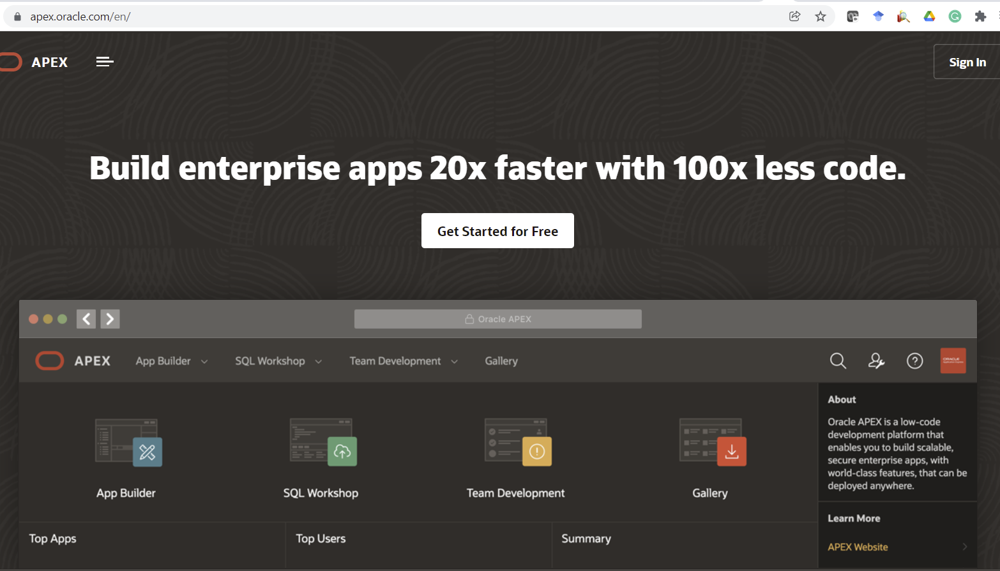 apex.oracle.com/en/
APEX
Sign In
Build enterprise apps 20x faster with 100x less code.
Get Started for Free
Oracle APEX
APEX App Builder SQL Workshop Team Development Gallery
ORACLE
App Builder SQL Workshop Team Development Gallery
About
Oracle APEX is a low-code
development platform that
enables you to build scalable,
secure enterprise apps, with
world-class features, that can be
deployed anywhere.
Learn More
APEX Website
Top Apps Top Users Summary